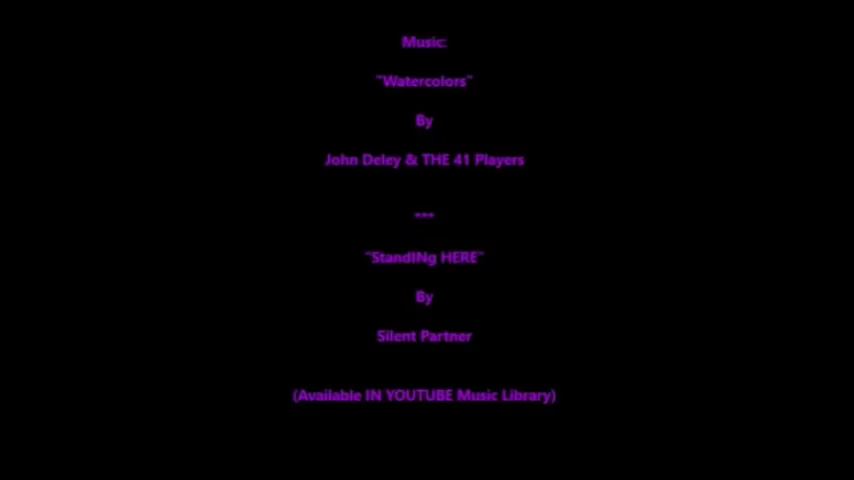 Music:
"Watercolors"
By
John Deley & THE 41 Players
---
"StandINg HERE"
By
Silent Partner
(Available IN YOUTUBE Music Library)